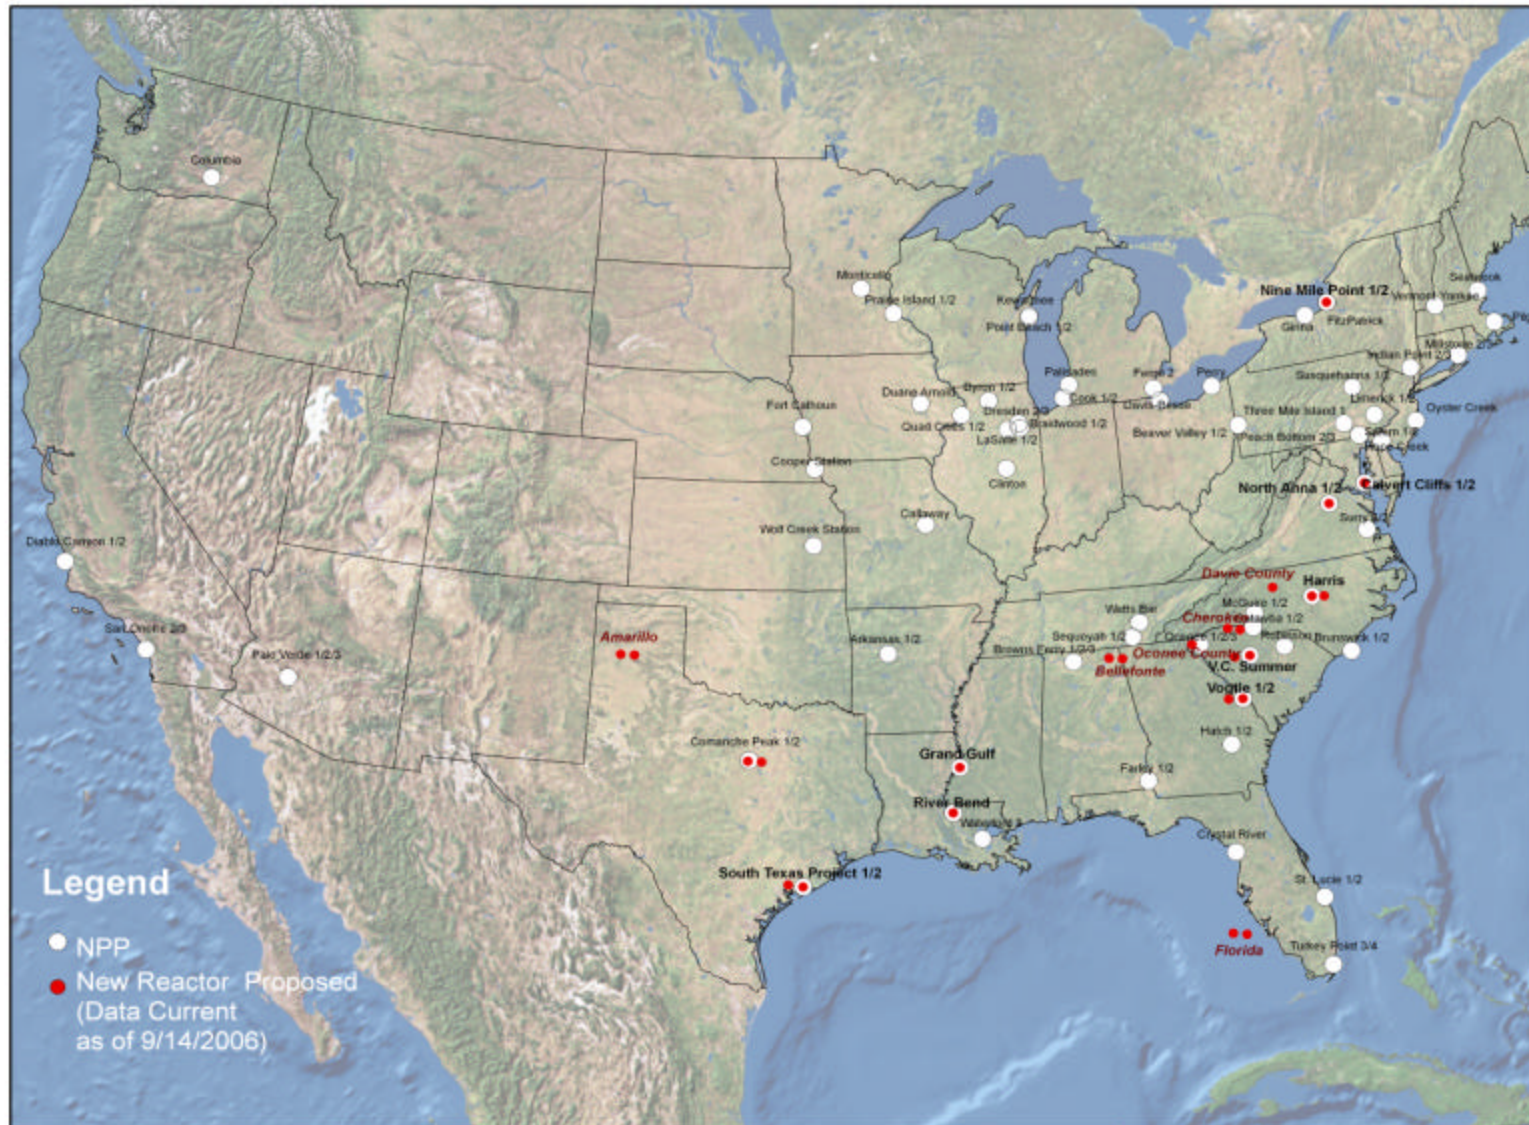 Columbia
Monticello
Prairie Island 1/2
Kewaunee
Point Beach 1/2
Nine Mile Point 1/2
Ginna
FitzPatrick
Vermont Yankee
Seabrook
Millstone 2/3
Indian Point 2/3
Palisades
Fermi 2
Perry
Susquehanna 1/2
Fort Calhoun
Duane Arnold
Byron 1/2
Cook 1/2
Davis-Besse
Limerick 1/2
Oyster Creek
Dresden 2/3
Quad Cities 1/2
Braidwood 1/2
Three Mile Island 1
LaSalle 1/2
Beaver Valley 1/2
Peach Bottom 2/3
Salem 1/2
Hope Creek
Cooper Station
Clinton
North Anna 1/2
Calvert Cliffs 1/2
Callaway
Surry 1/2
Wolf Creek Station
Diablo Canyon 1/2
Davie County
Harris
McGuire 1/2
Watts Bar
Cherokee
Catawba 1/2
San Onofre 2/3
Amarillo
Arkansas 1/2
Sequoyah 1/2
Oconee 1/2/3
Robinson
Brunswick 1/2
Palo Verde 1/2/3
Browns Ferry 1/2/3
Oconee County
Bellefonte
V.C. Summer
Vogtle 1/2
Comanche Peak 1/2
Hatch 1/2
Grand Gulf
Farley 1/2
River Bend
Waterford 3
Crystal River
South Texas Project 1/2
St. Lucie 1/2
Turkey Point 3/4
Florida
Legend
NPP
New Reactor Proposed
(Data Current
as of 9/14/2006)